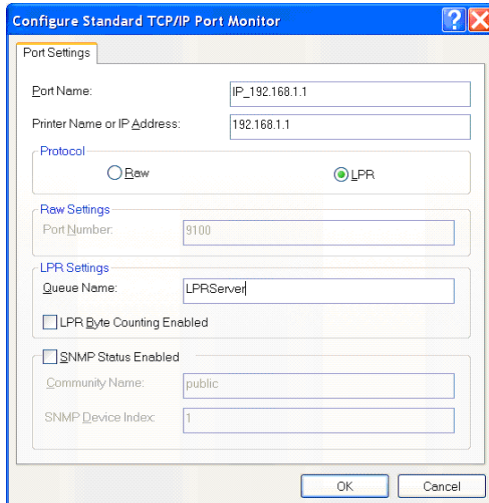 Configure Standard TCP/IP Port Monitor
Port Settings
Port Name: IP_192.168.1.1
Printer Name or IP Address: 192.168.1.1
Protocol
Raw LPR
Raw Settings
Port Number: 9100
LPR Settings
Queue Name: LPRServer
LPR Byte Counting Enabled
SNMP Status Enabled
Community Name: public
SNMP Device Index: 1
OK Cancel